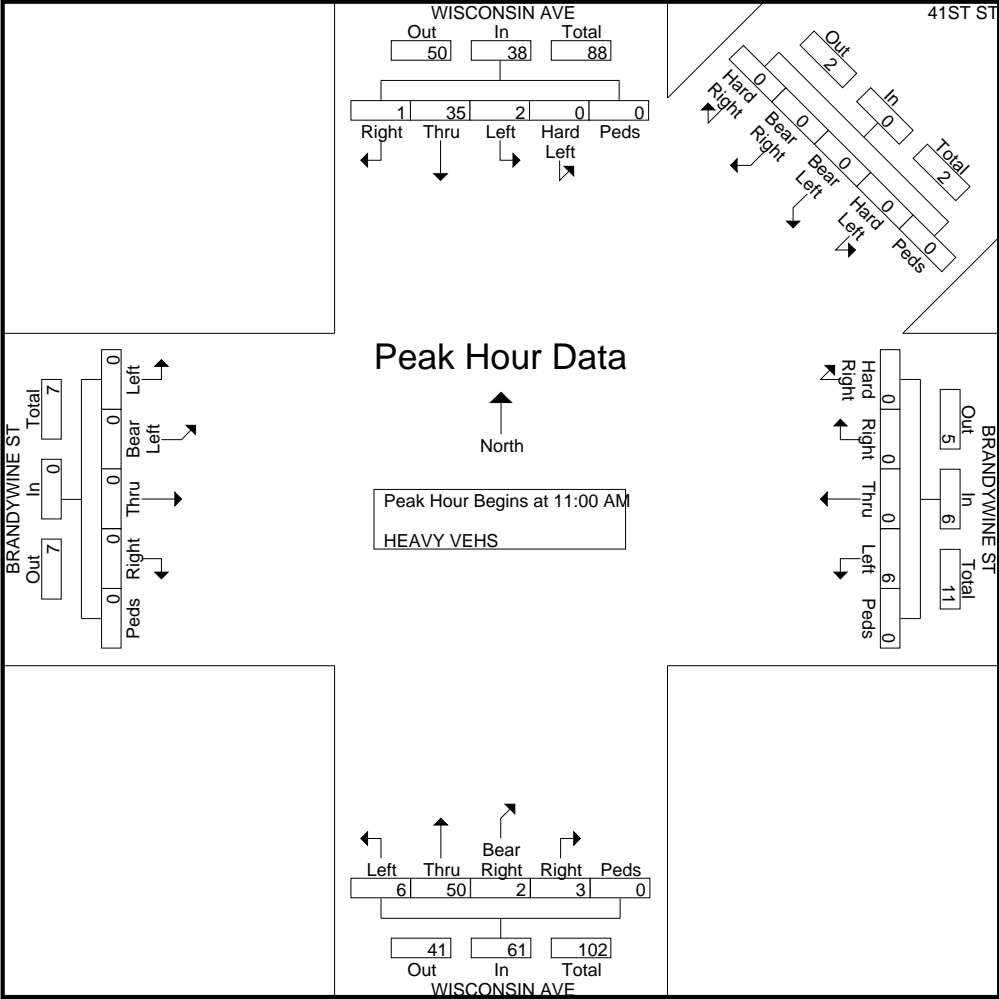 WISCONSIN AVE
Out In Total
50 38 88
1 35 2 0 0
Right Thru Left Hard Left Peds
41ST ST
Out In Total
2 0 2
0 0 0 0 0
Hard Right Bear Right Bear Left Hard Left Peds
Peak Hour Data
North
Peak Hour Begins at 11:00 AM
HEAVY VEHS
BRANDYWINE ST
Total In Out
7 0 7
0 0 0 0 0
Left Bear Left Thru Right Peds
BRANDYWINE ST
Out In Total
5 6 11
Hard Right Right Thru Left Peds
0 0 0 6 0
Left Thru Bear Right Right Peds
6 50 2 3 0
41 61 102
Out In Total
WISCONSIN AVE